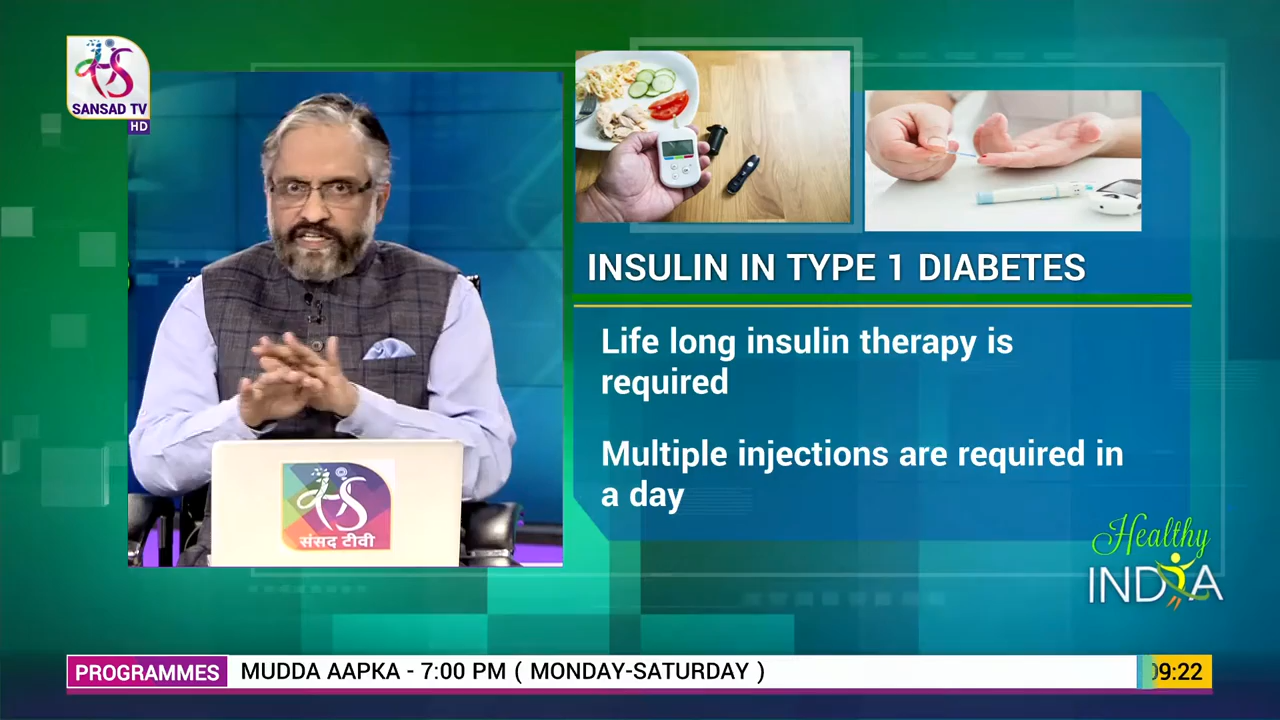 SANSAD TV
HD
INSULIN IN TYPE 1 DIABETES
Life long insulin therapy is
required
Multiple injections are required in
a day
संसद टीवी
Healthy
INDIA
PROGRAMMES MUDDA AAPKA - 7:00 PM ( MONDAY-SATURDAY ) 09:22